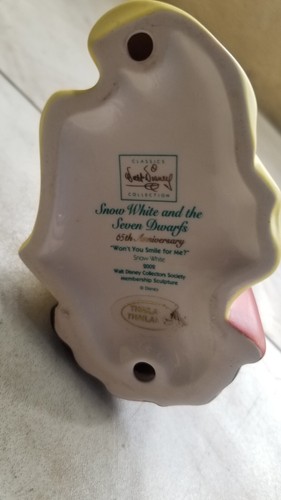 CLASSICS
Walt Disney
COLLECTION
Snow White and the
Seven Dwarfs
65th Anniversary
"Won't You Smile for Me?"
Snow White
2002
Walt Disney Collectors Society
Membership Sculpture
© Disney